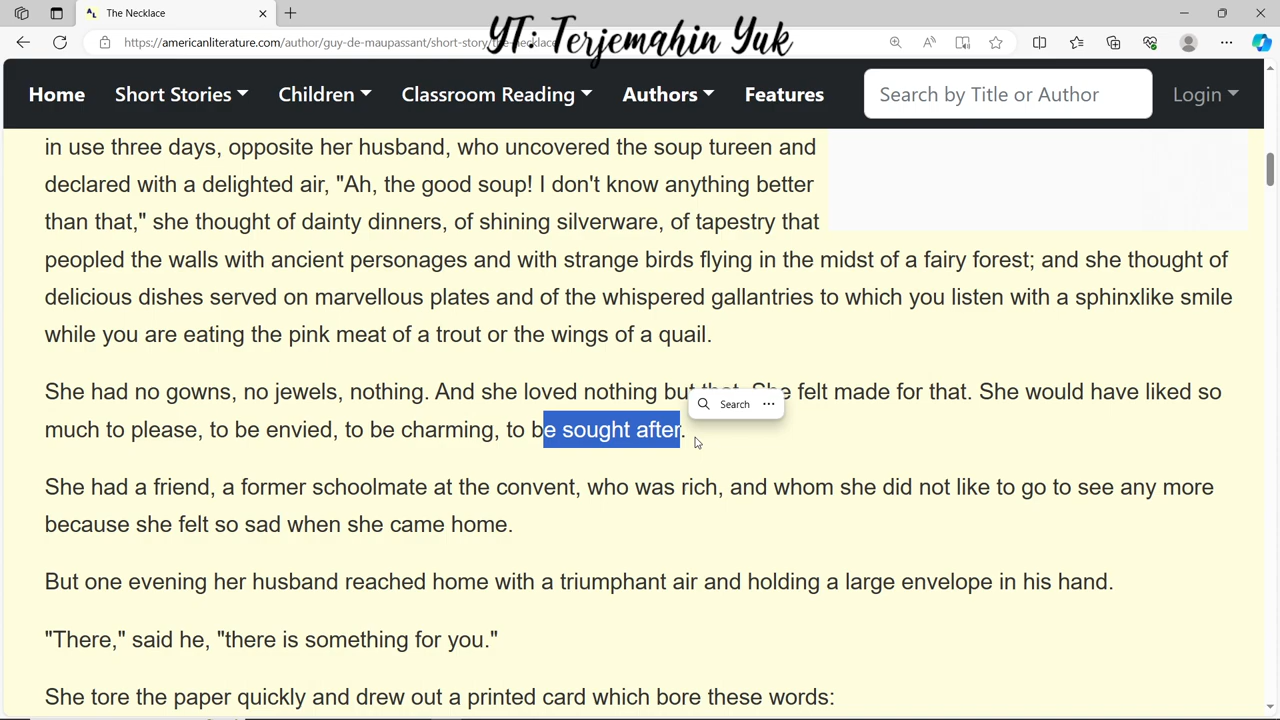 The Necklace
YT: Terjemahin Yuk
https://americanliterature.com/author/guy-de-maupassant/short-story/the-necklace
Home Short Stories Children Classroom Reading Authors Features Search by Title or Author Login
in use three days, opposite her husband, who uncovered the soup tureen and
declared with a delighted air, "Ah, the good soup! I don't know anything better
than that," she thought of dainty dinners, of shining silverware, of tapestry that
peopled the walls with ancient personages and with strange birds flying in the midst of a fairy forest; and she thought of
delicious dishes served on marvellous plates and of the whispered gallantries to which you listen with a sphinxlike smile
while you are eating the pink meat of a trout or the wings of a quail.
She had no gowns, no jewels, nothing. And she loved nothing but that. She felt made for that. She would have liked so
Search
much to please, to be envied, to be charming, to be sought after.
She had a friend, a former schoolmate at the convent, who was rich, and whom she did not like to go to see any more
because she felt so sad when she came home.
But one evening her husband reached home with a triumphant air and holding a large envelope in his hand.
"There," said he, "there is something for you."
She tore the paper quickly and drew out a printed card which bore these words: